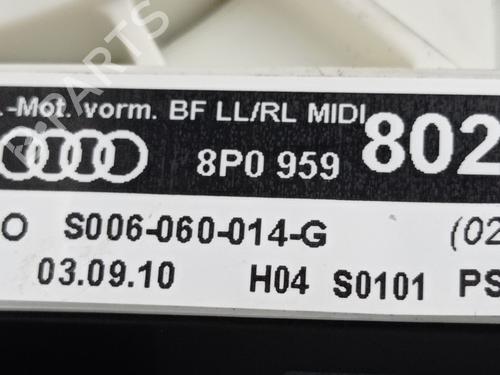 .-Mot. vorm. BF LL/RL MIDI
8P0 959 802
O S006-060-014-G (02
03.09.10 H04 S0101 PS